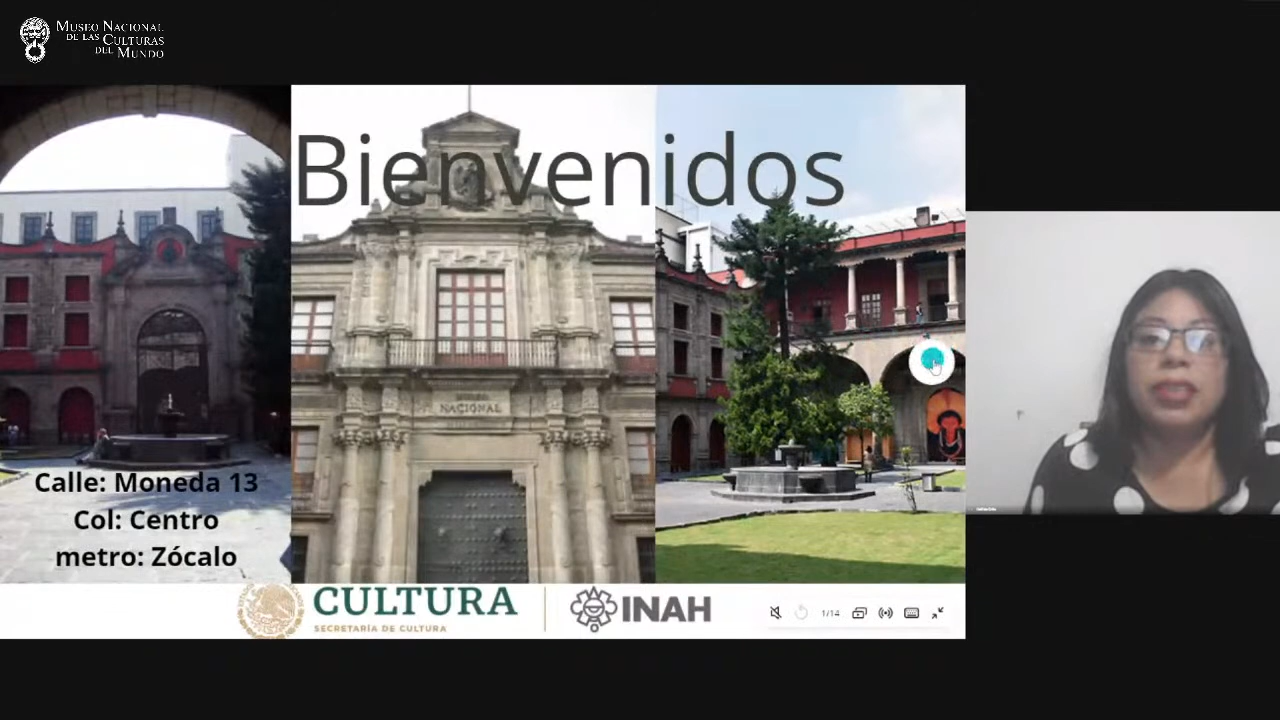 MUSEO NACIONAL
DE LAS CULTURAS
DEL MUNDO
Bienvenidos
NACIONAL
Calle: Moneda 13
Col: Centro
metro: Zócalo
CULTURA
SECRETARÍA DE CULTURA
INAH
1/14